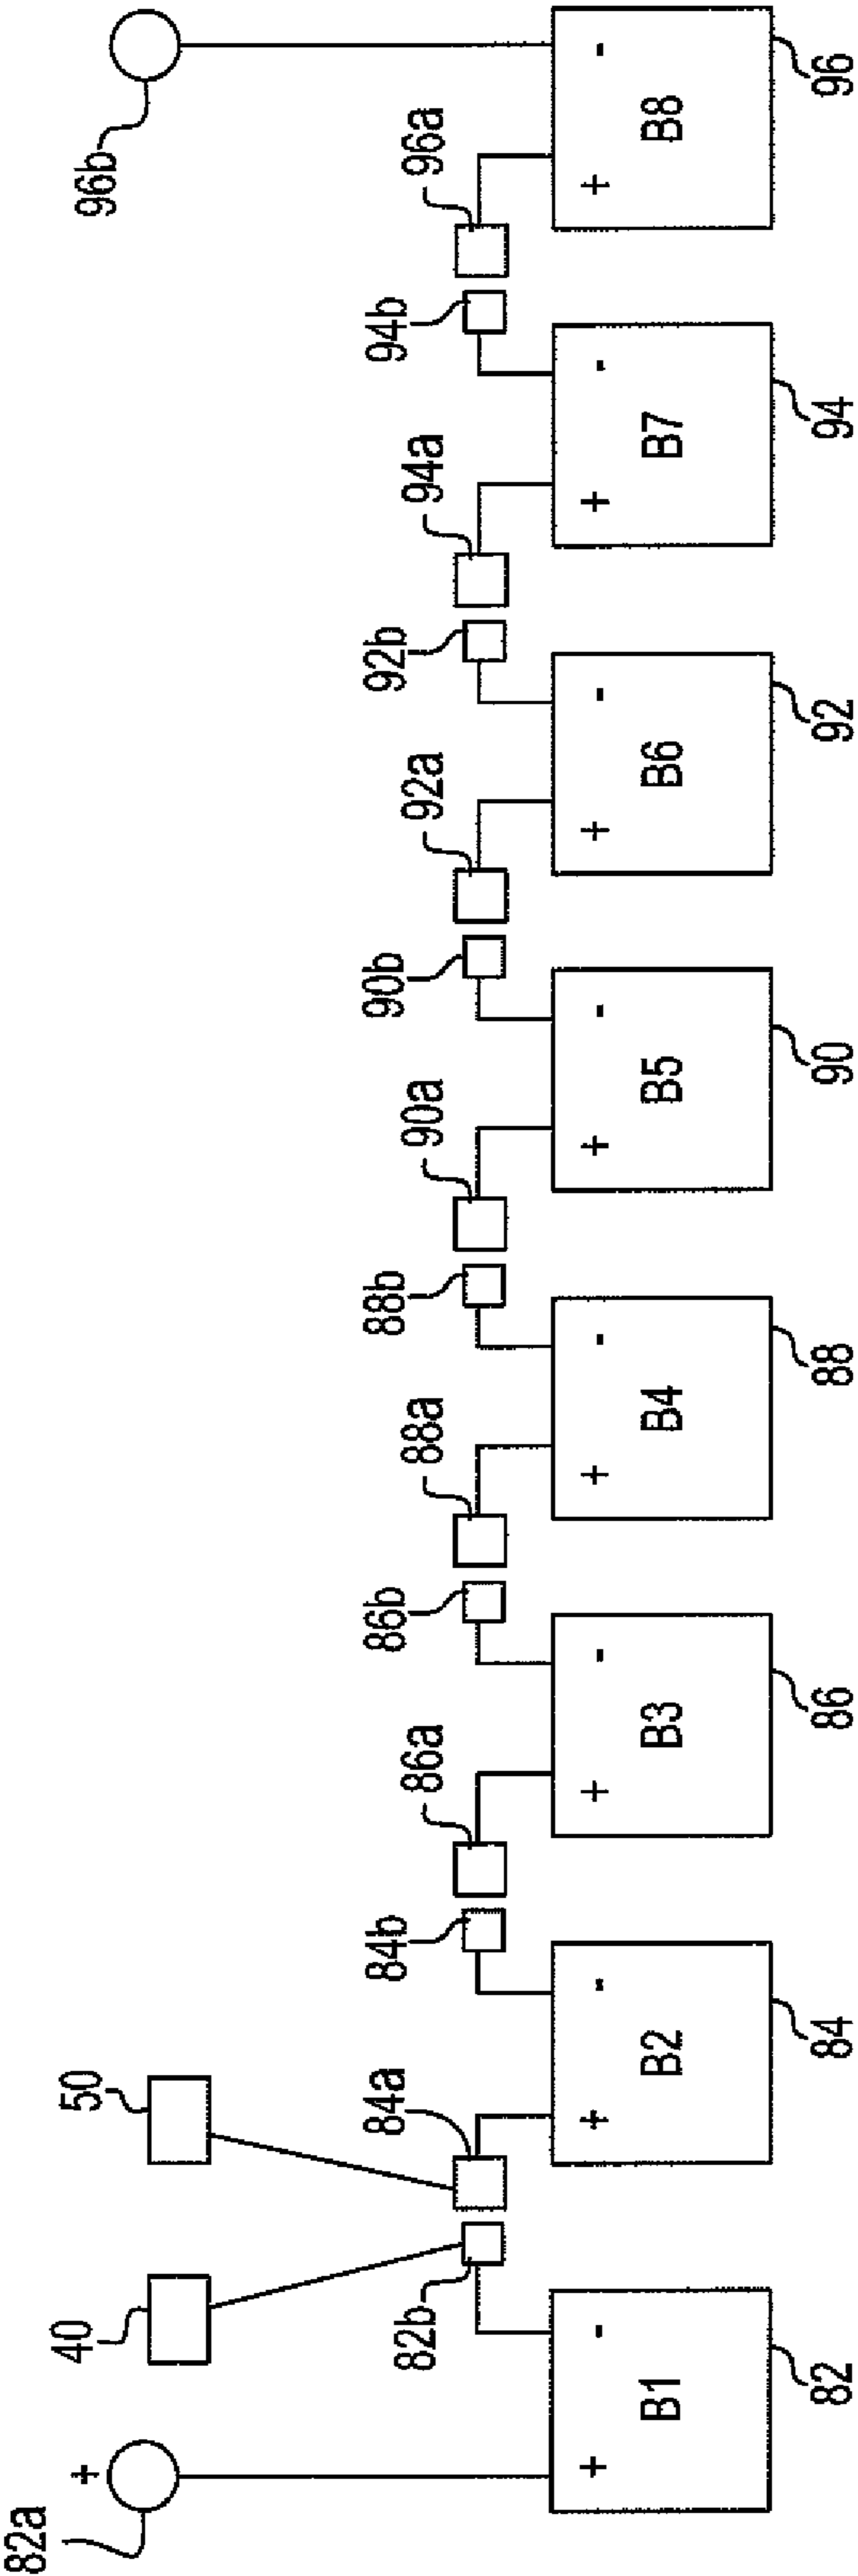 96b
96a
94b
94a
92b
92a
90b
90a
88b
88a
86b
86a
84b
84a
82b
50
40
+
82a
+ B1 -
+ B2 -
+ B3 -
+ B4 -
+ B5 -
+ B6 -
+ B7 -
+ B8 -
82
84
86
88
90
92
94
96